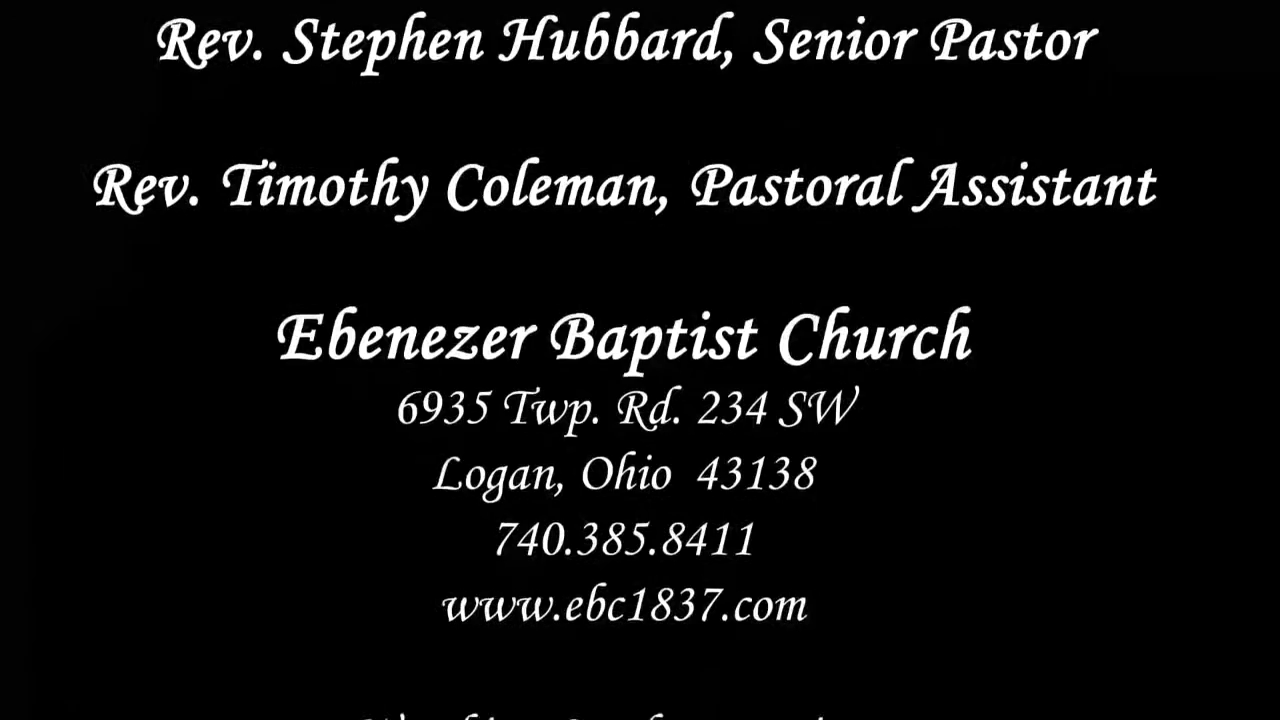 Rev. Stephen Hubbard, Senior Pastor
Rev. Timothy Coleman, Pastoral Assistant
Ebenezer Baptist Church
6935 Twp. Rd. 234 SW
Logan, Ohio 43138
740.385.8411
www.ebc1837.com